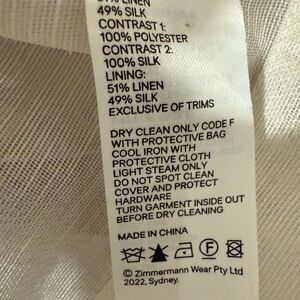 51% LINEN
49% SILK
CONTRAST 1:
100% POLYESTER
CONTRAST 2:
100% SILK
LINING:
51% LINEN
49% SILK
EXCLUSIVE OF TRIMS
DRY CLEAN ONLY CODE F
WITH PROTECTIVE BAG
COOL IRON WITH
PROTECTIVE CLOTH
LIGHT STEAM ONLY
DO NOT SPOT CLEAN
COVER AND PROTECT
HARDWARE
TURN GARMENT INSIDE OUT
BEFORE DRY CLEANING
MADE IN CHINA
F
© Zimmermann Wear Pty Ltd
2022, Sydney.